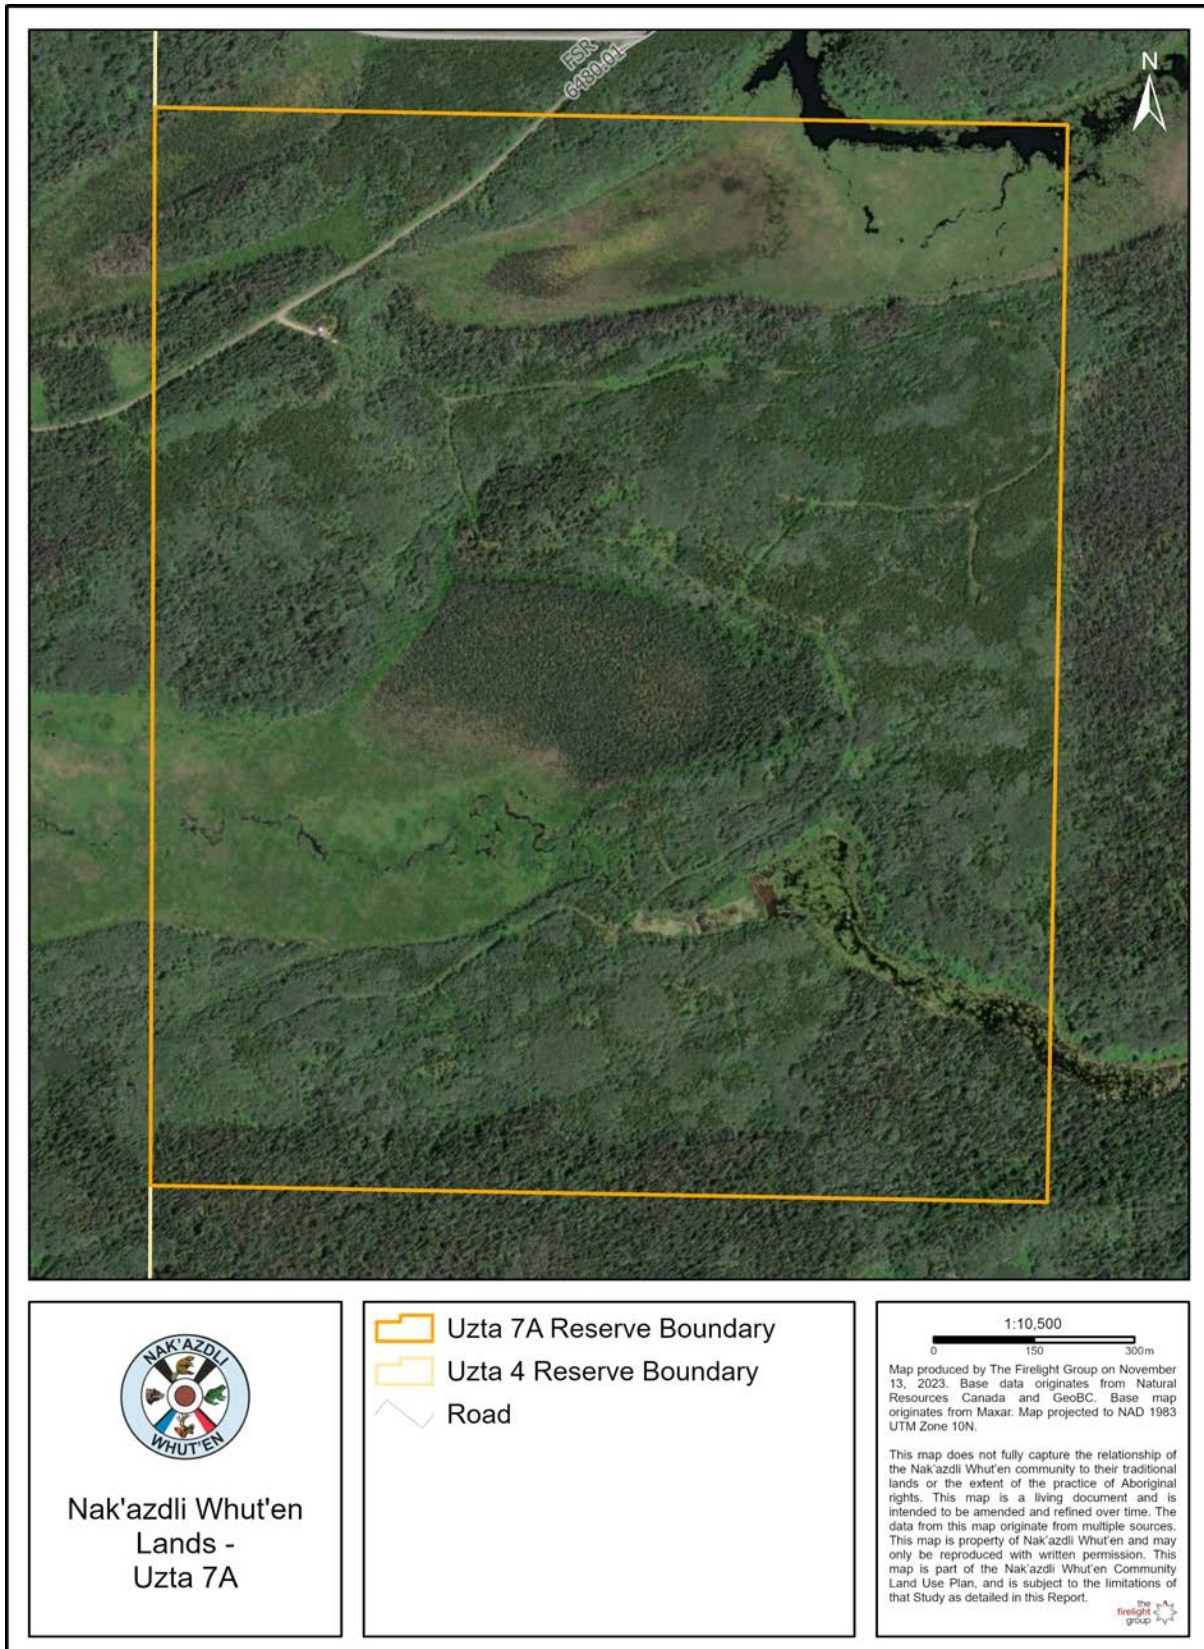 FSR
6480-01
N
NAK'AZDLI
WHUT'EN
Nak'azdli Whut'en
Lands -
Uzta 7A
Uzta 7A Reserve Boundary
Uzta 4 Reserve Boundary
Road
1:10,500
0 150 300m
Map produced by The Firelight Group on November
13, 2023. Base data originates from Natural
Resources Canada and GeoBC. Base map
originates from Maxar. Map projected to NAD 1983
UTM Zone 10N.
This map does not fully capture the relationship of
the Nak'azdli Whut'en community to their traditional
lands or the extent of the practice of Aboriginal
rights. This map is a living document and is
intended to be amended and refined over time. The
data from this map originate from multiple sources.
This map is property of Nak'azdli Whut'en and may
only be reproduced with written permission. This
map is part of the Nak'azdli Whut'en Community
Land Use Plan, and is subject to the limitations of
that Study as detailed in this Report.
the
firelight
group